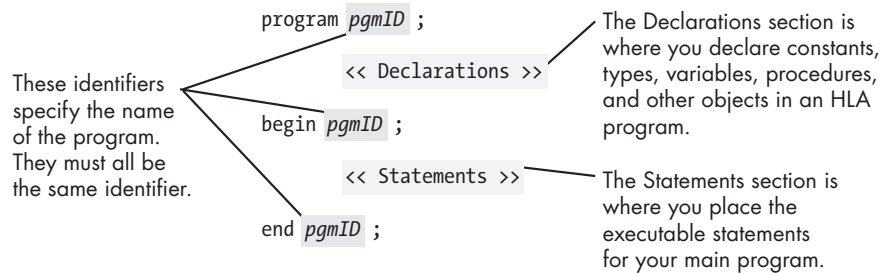 program pgmID ;
<< Declarations >>
begin pgmID ;
<< Statements >>
end pgmID ;
These identifiers
specify the name
of the program.
They must all be
the same identifier.
The Declarations section is
where you declare constants,
types, variables, procedures,
and other objects in an HLA
program.
The Statements section is
where you place the
executable statements
for your main program.